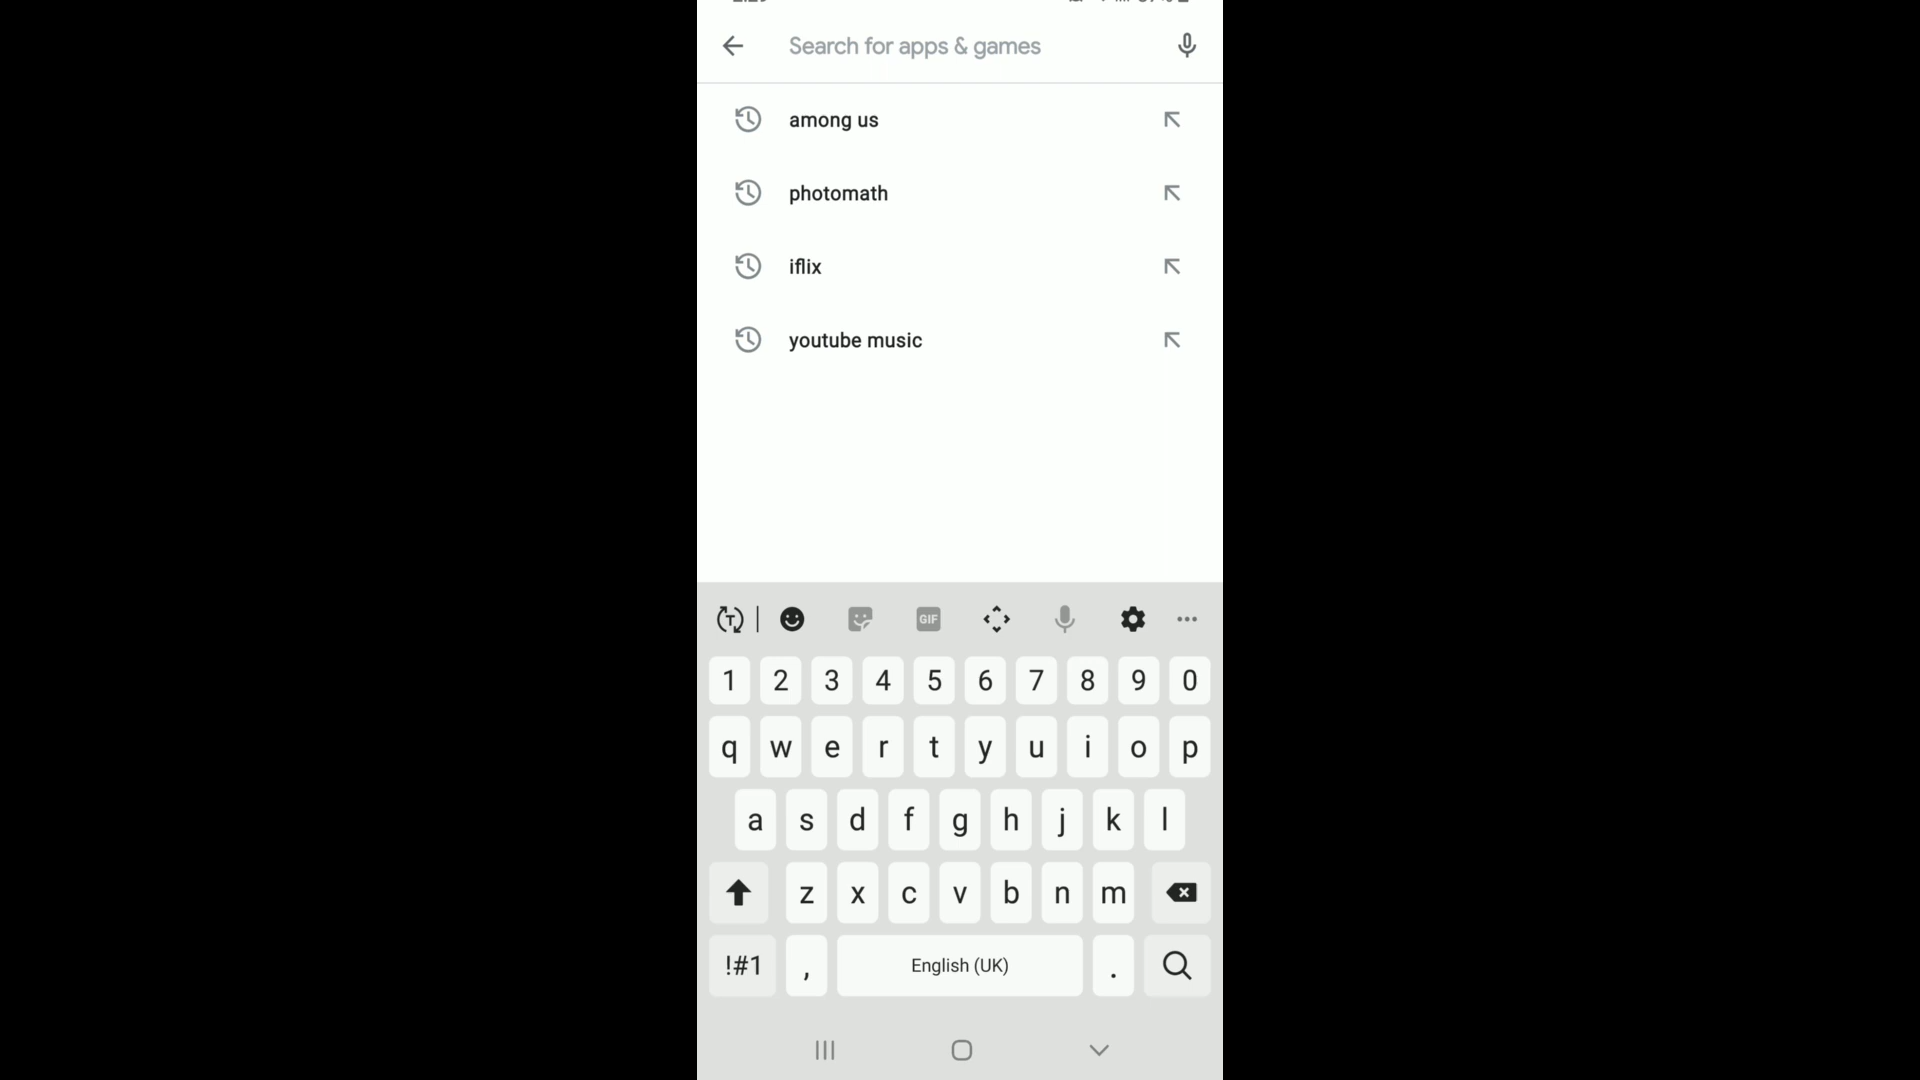 Search for apps & games
among us
photomath
iflix
youtube music
T GIF
1 2 3 4 5 6 7 8 9 0
q w e r t y u i o p
a s d f g h j k l
z x c v b n m
!#1 , English (UK) .